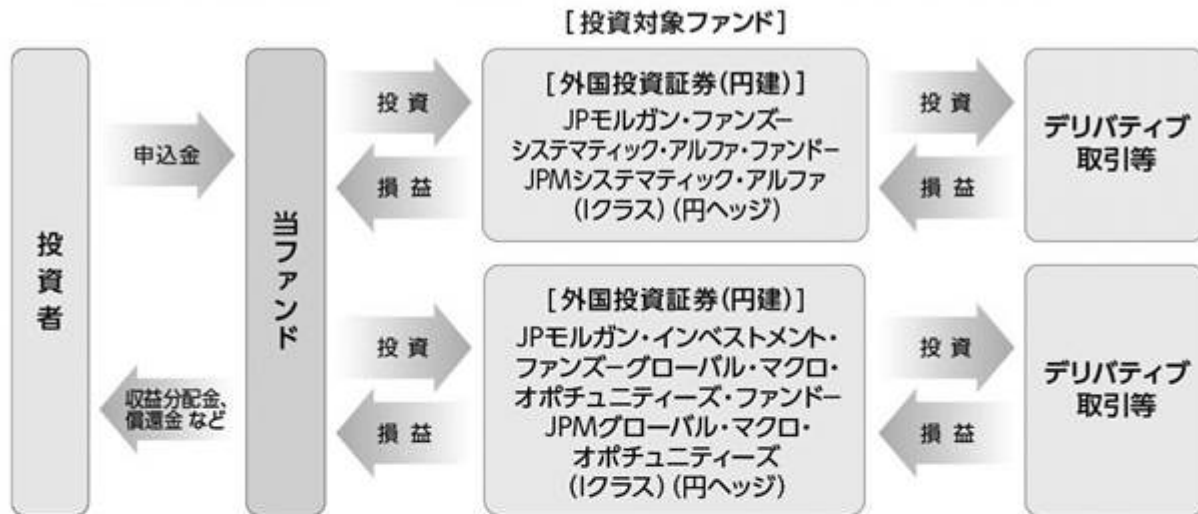 [投資対象ファンド]
投資者
申込金
収益分配金、
償還金 など
当ファンド
投資
損益
[外国投資証券(円建)]
JPモルガン・ファンズー
システマティック・アルファ・ファンドー
JPMシステマティック・アルファ
(Iクラス)(円ヘッジ)
投資
損益
デリバティブ
取引等
投資
損益
[外国投資証券(円建)]
JPモルガン・インベストメント・
ファンズーグローバル・マクロ・
オポチュニティーズ・ファンドー
JPMグローバル・マクロ・
オポチュニティーズ
(Iクラス)(円ヘッジ)
投資
損益
デリバティブ
取引等